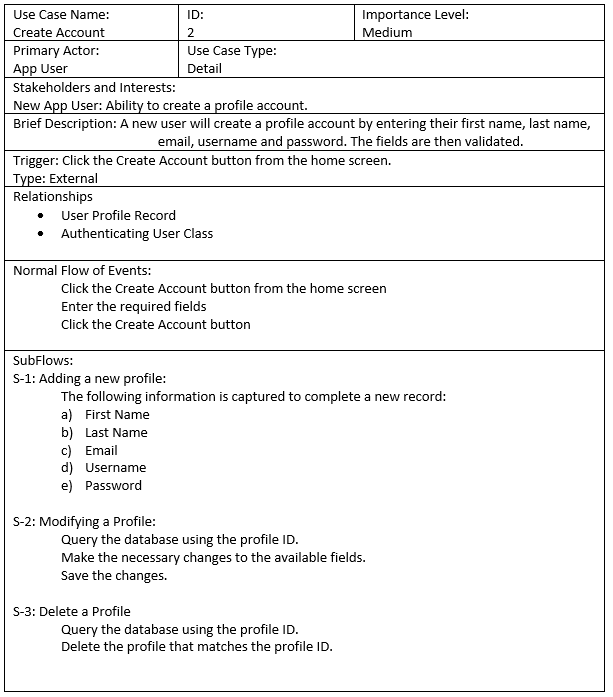 Use Case Name:
Create Account
ID:
2
Importance Level:
Medium
Primary Actor:
App User
Use Case Type:
Detail
Stakeholders and Interests:
New App User: Ability to create a profile account.
Brief Description: A new user will create a profile account by entering their first name, last name,
email, username and password. The fields are then validated.
Trigger: Click the Create Account button from the home screen.
Type: External
Relationships
• User Profile Record
• Authenticating User Class
Normal Flow of Events:
Click the Create Account button from the home screen
Enter the required fields
Click the Create Account button
SubFlows:
S-1: Adding a new profile:
The following information is captured to complete a new record:
a) First Name
b) Last Name
c) Email
d) Username
e) Password
S-2: Modifying a Profile:
Query the database using the profile ID.
Make the necessary changes to the available fields.
Save the changes.
S-3: Delete a Profile
Query the database using the profile ID.
Delete the profile that matches the profile ID.